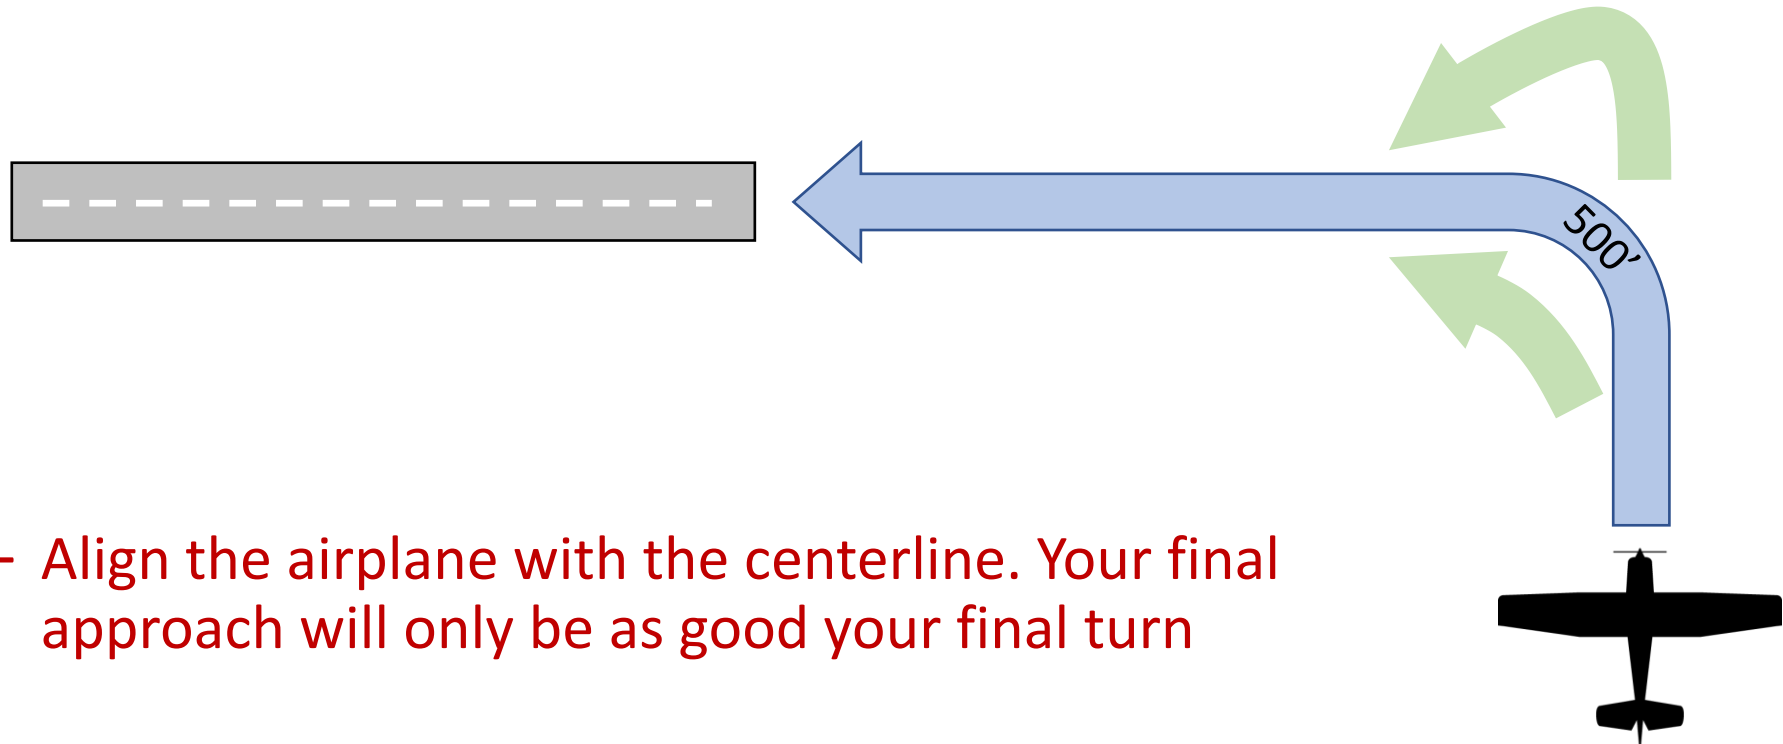 500’
- Align the airplane with the centerline. Your final
approach will only be as good your final turn